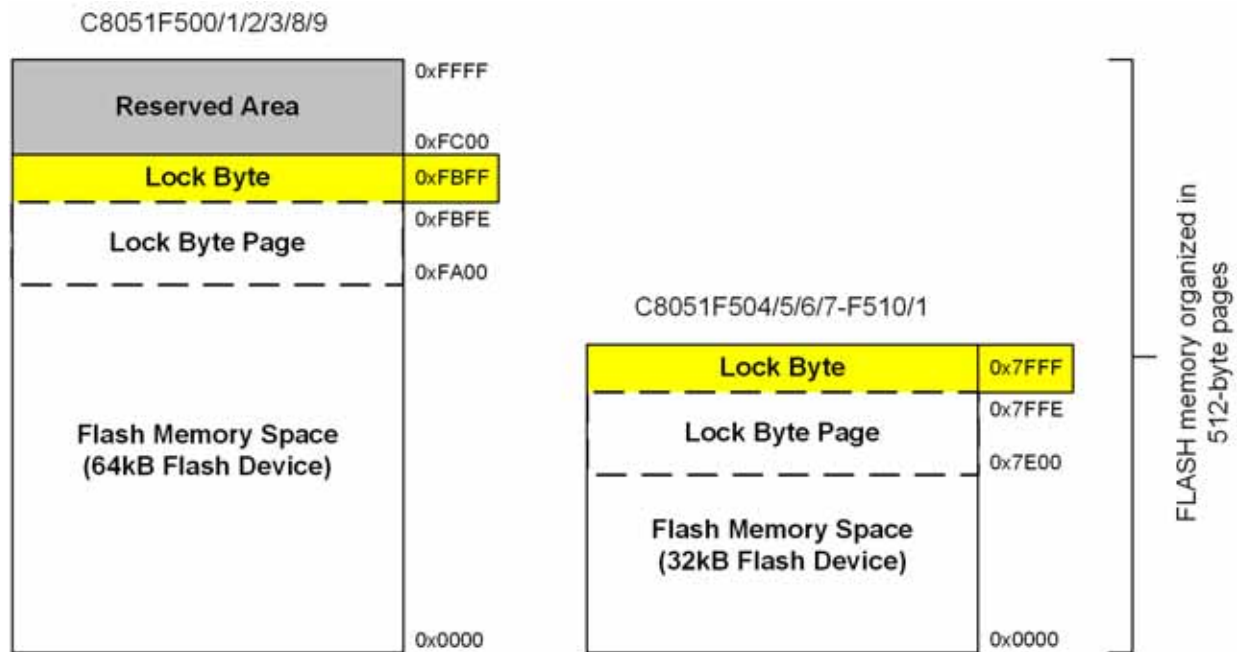 C8051F500/1/2/3/8/9
0xFFFF
Reserved Area
0xFC00
Lock Byte
0xFBFF
0xFBFE
Lock Byte Page
0xFA00
Flash Memory Space
(64kB Flash Device)
0x0000
C8051F504/5/6/7-F510/1
Lock Byte
0x7FFF
0x7FFE
Lock Byte Page
0x7E00
Flash Memory Space
(32kB Flash Device)
0x0000
FLASH memory organized in
512-byte pages